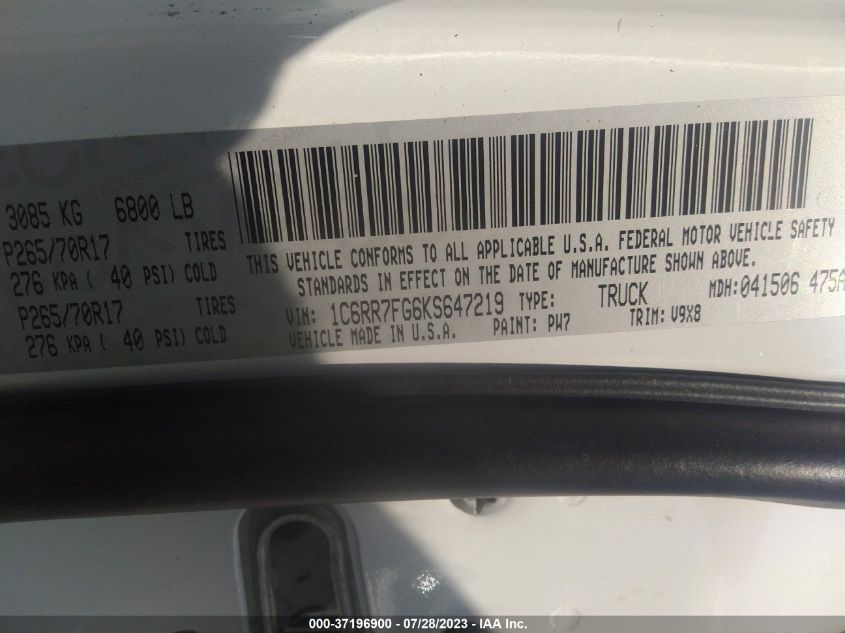 3085 KG 6800 LB
P265/70R17 TIRES
276 KPA ( 40 PSI) COLD
P265/70R17 TIRES
276 KPA ( 40 PSI) COLD
THIS VEHICLE CONFORMS TO ALL APPLICABLE U.S.A. FEDERAL MOTOR VEHICLE SAFETY
STANDARDS IN EFFECT ON THE DATE OF MANUFACTURE SHOWN ABOVE.
VIN: 1C6RR7FG6KS647219 TYPE: TRUCK MDH:041506 475A
VEHICLE MADE IN U.S.A. PAINT: PW7 TRIM: V9X8
000-37196900 - 07/28/2023 - IAA Inc.